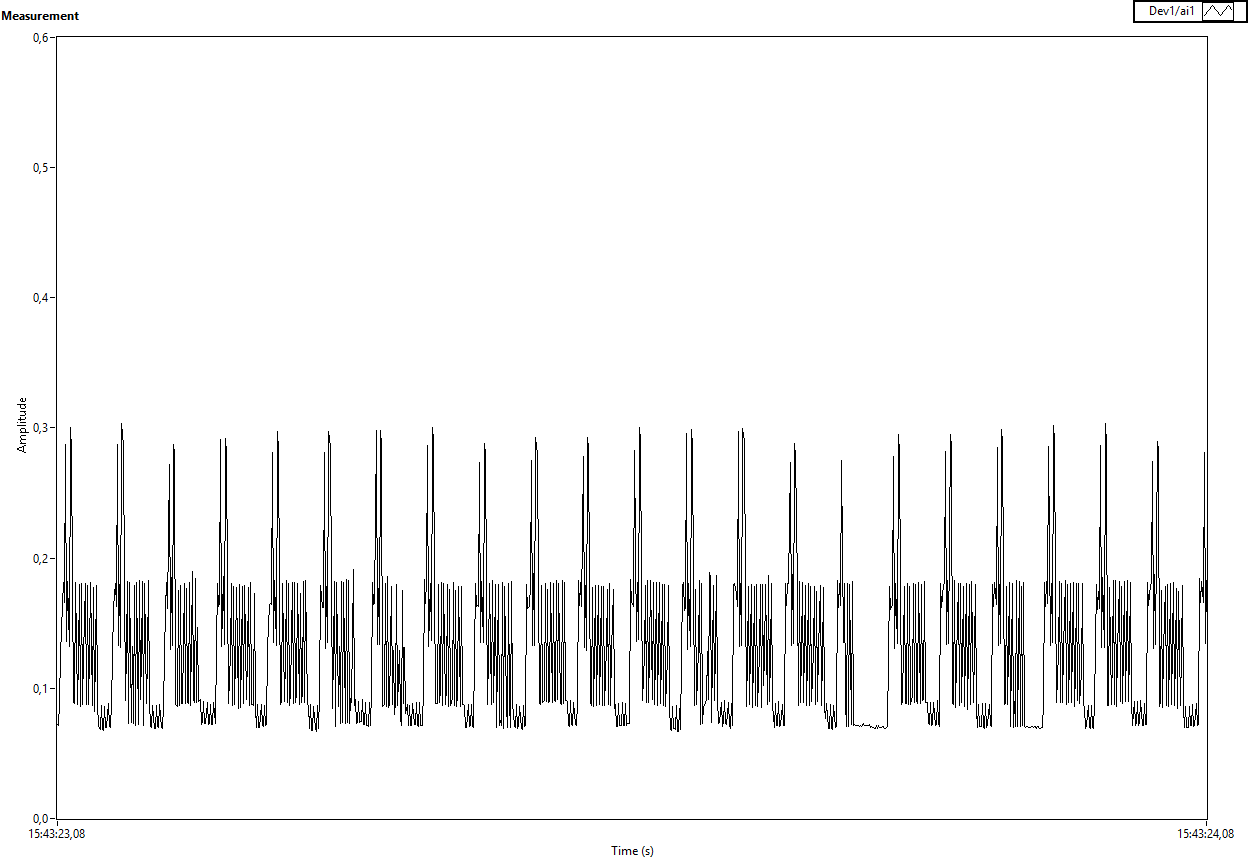 Measurement
Dev1/ai1
0,6
0,5
0,4
0,3
0,2
0,1
0,0
Amplitude
15:43:23,08
15:43:24,08
Time (s)